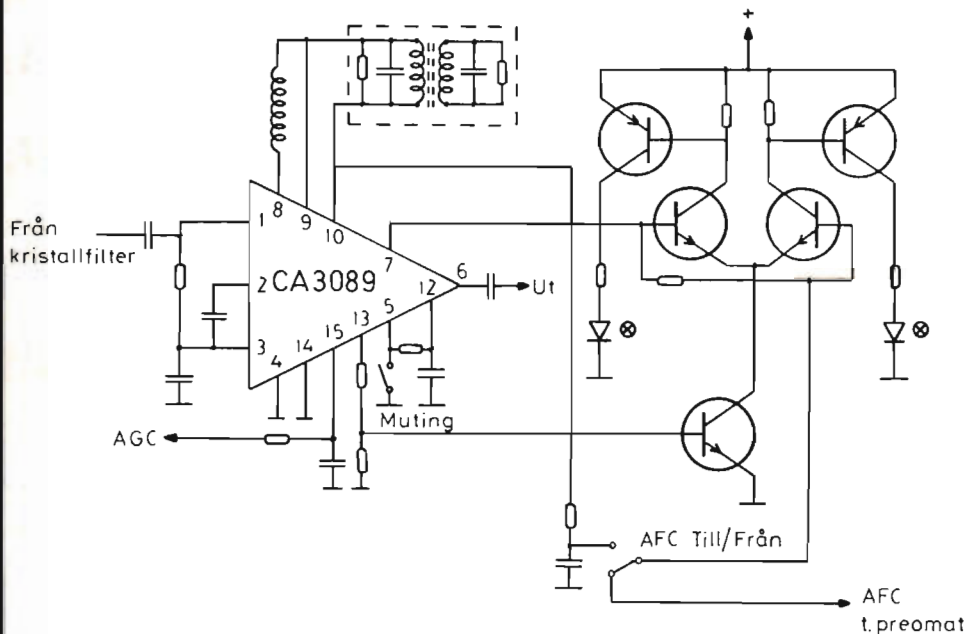 +
8
9
10
Från
kristallfilter
1
7
2
CA3089
6
Ut
12
5
13
3
15
14
4
Muting
AGC
AFC Till/Från
AFC
t. preomat